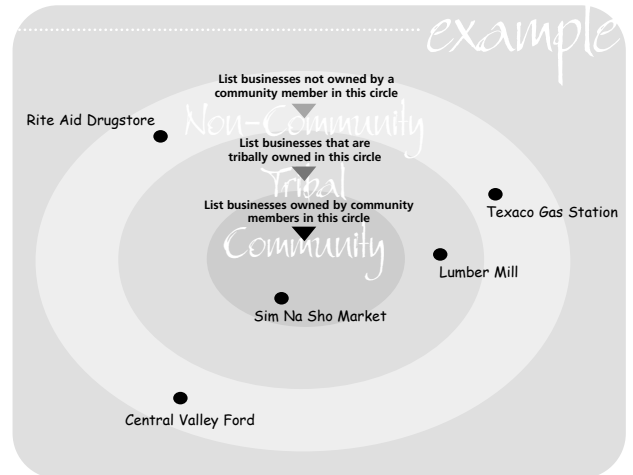 example
List businesses not owned by a
community member in this circle
Rite Aid Drugstore
Non-Community
List businesses that are
tribally owned in this circle
Tribal
List businesses owned by community
members in this circle
Texaco Gas Station
Community
Lumber Mill
Sim Na Sho Market
Central Valley Ford